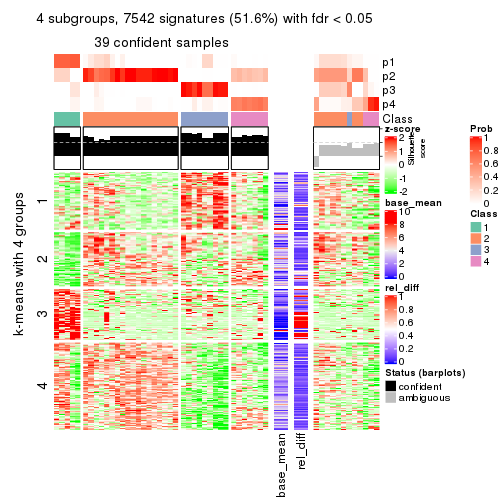 4 subgroups, 7542 signatures (51.6%) with fdr < 0.05
39 confident samples
p1
p2
p3
p4
Class
Silhouette
score
k-means with 4 groups
1
2
3
4
base_mean
rel_diff
z-score
2
1
0
-1
-2
base_mean
10
8
6
4
2
0
rel_diff
1
0.8
0.6
0.4
0.2
0
Status (barplots)
confident
ambiguous
Prob
1
0.8
0.6
0.4
0.2
0
Class
1
2
3
4